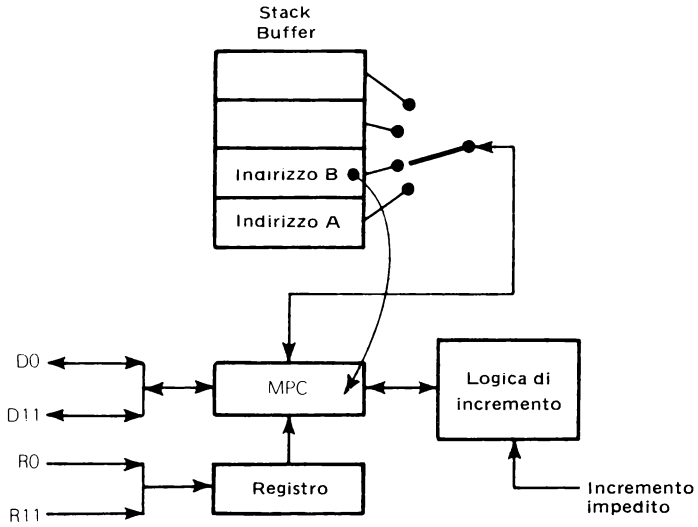 Stack
Buffer
Indirizzo B
Indirizzo A
D0
D11
MPC
Logica di
incremento
R0
R11
Registro
Incremento
impedito